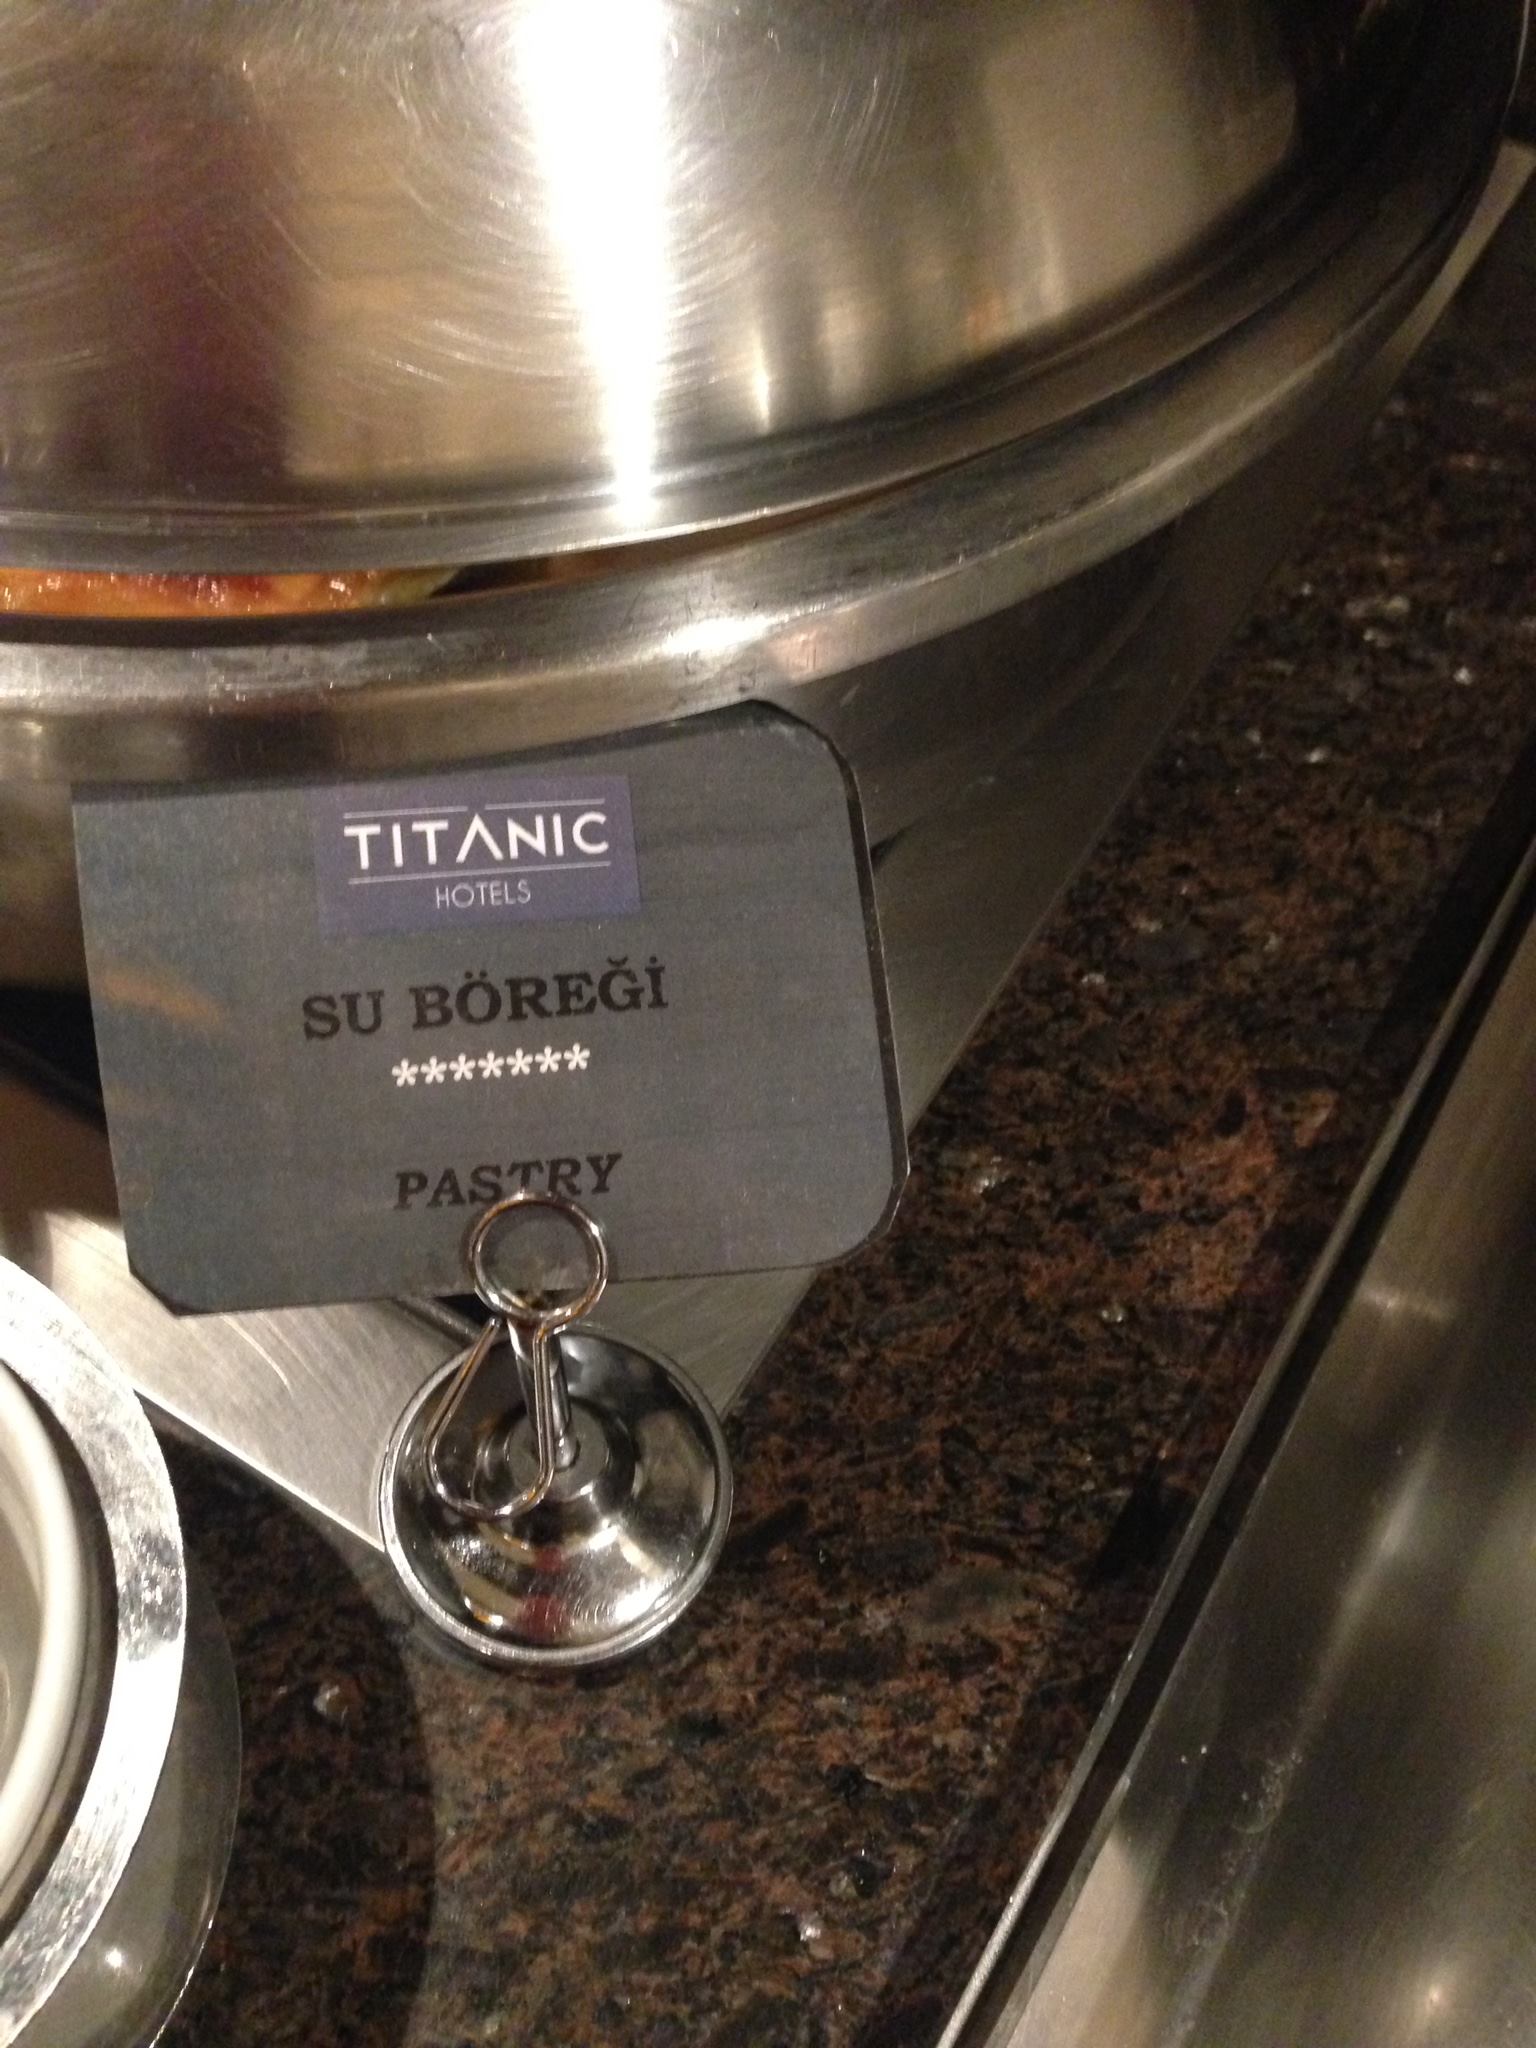 TITANIC
HOTELS
SU BÖREĞİ
*******
PASTRY